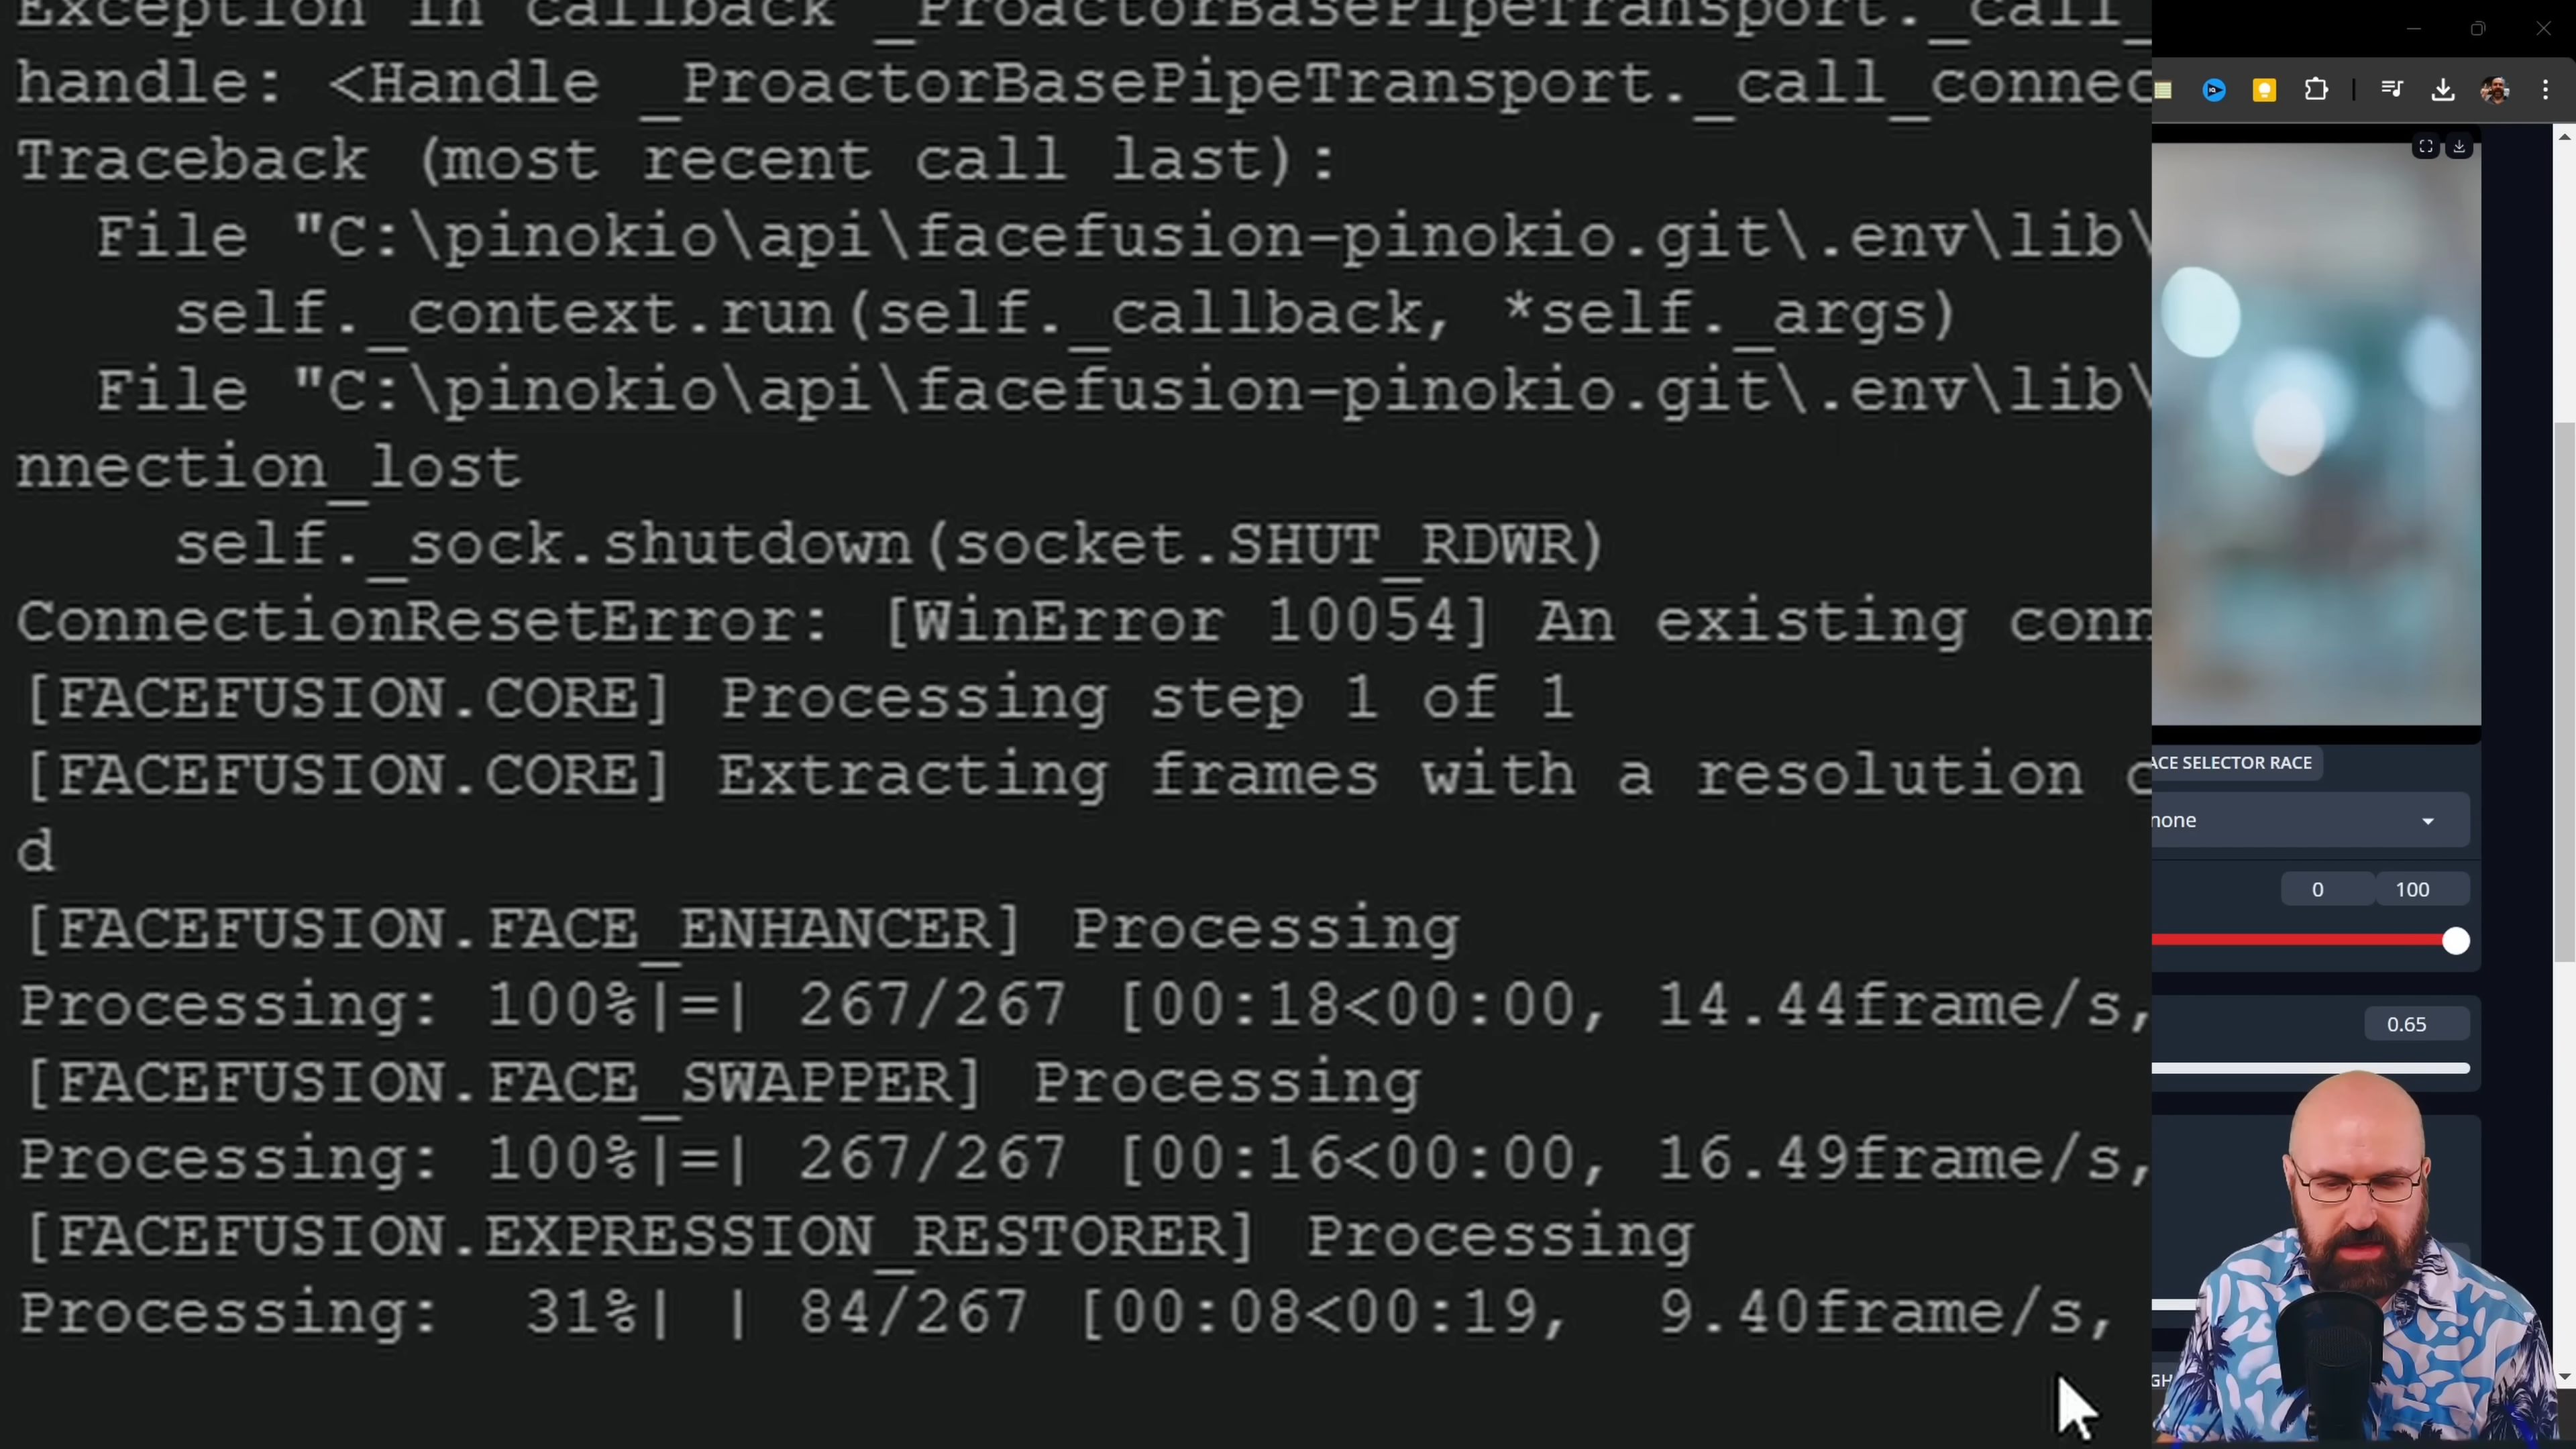 Exception in callback _ProactorBasePipeTransport._call_
handle: <Handle _ProactorBasePipeTransport._call_connec
Traceback (most recent call last):
File "C:\pinokio\api\facefusion-pinokio.git\.env\lib\
self._context.run(self._callback, *self._args)
File "C:\pinokio\api\facefusion-pinokio.git\.env\lib\
nnection_lost
self._sock.shutdown(socket.SHUT_RDWR)
ConnectionResetError: [WinError 10054] An existing conn
[FACEFUSION.CORE] Processing step 1 of 1
[FACEFUSION.CORE] Extracting frames with a resolution
d
[FACEFUSION.FACE_ENHANCER] Processing
Processing: 100%|=| 267/267 [00:18<00:00, 14.44frame/s,
[FACEFUSION.FACE_SWAPPER] Processing
Processing: 100%|=| 267/267 [00:16<00:00, 16.49frame/s,
[FACEFUSION.EXPRESSION_RESTORER] Processing
Processing: 31%| | 84/267 [00:08<00:19, 9.40frame/s,
ACE SELECTOR RACE
none
0 100
0.65